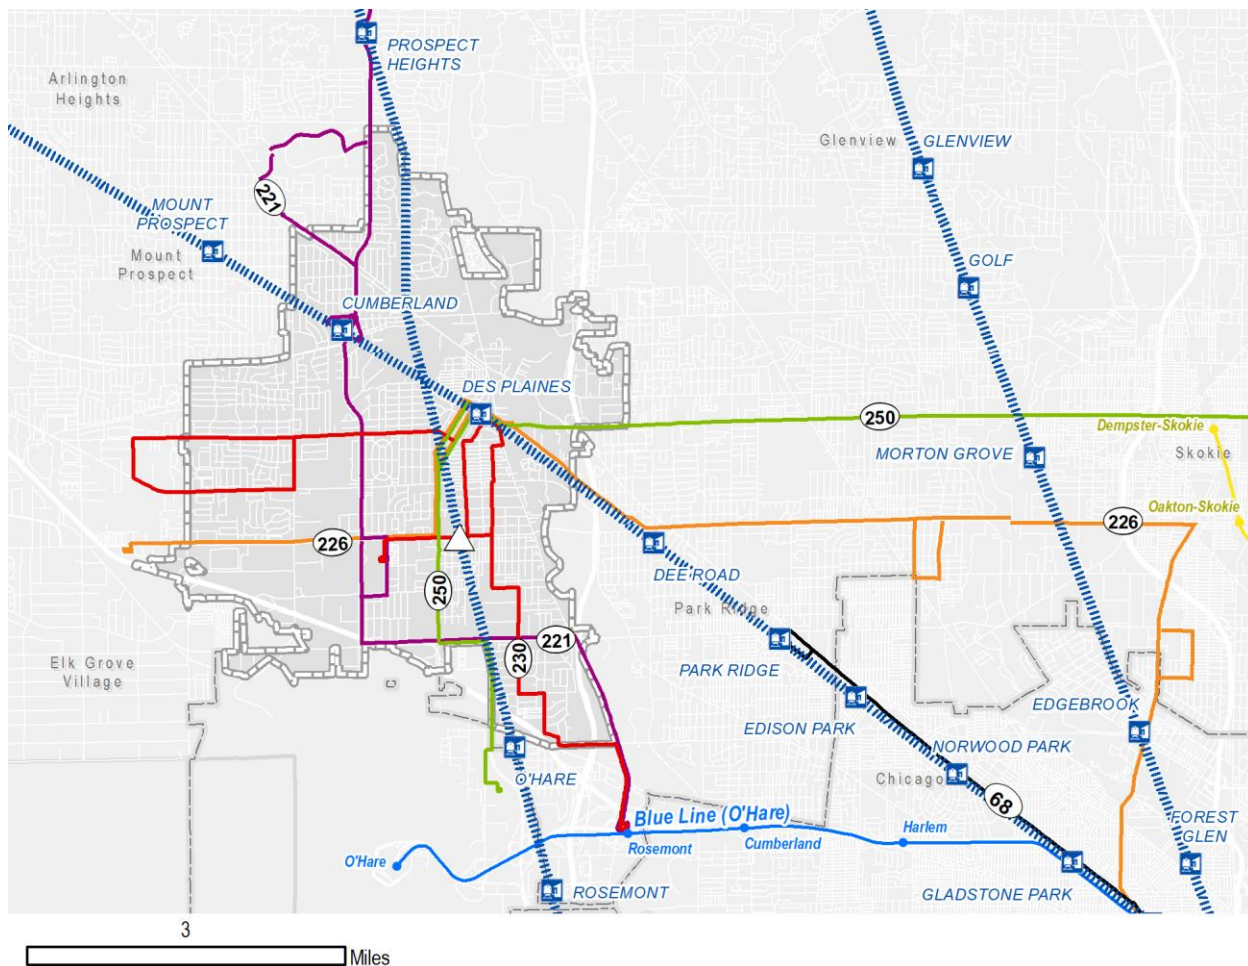 PROSPECT
HEIGHTS
Arlington
Heights
Glenview
GLENVIEW
221
MOUNT
PROSPECT
Mount
Prospect
GOLF
CUMBERLAND
DES PLAINES
250
Dempster-Skokie
Skokie
MORTON GROVE
Oakton-Skokie
226
226
DEE ROAD
250
Park Ridge
221
230
Elk Grove
Village
PARK RIDGE
EDISON PARK
EDGEBROOK
NORWOOD PARK
Chicago
O'HARE
68
Blue Line (O'Hare)
FOREST
GLEN
Harlem
Rosemont
Cumberland
O'Hare
ROSEMONT
GLADSTONE PARK
3
Miles